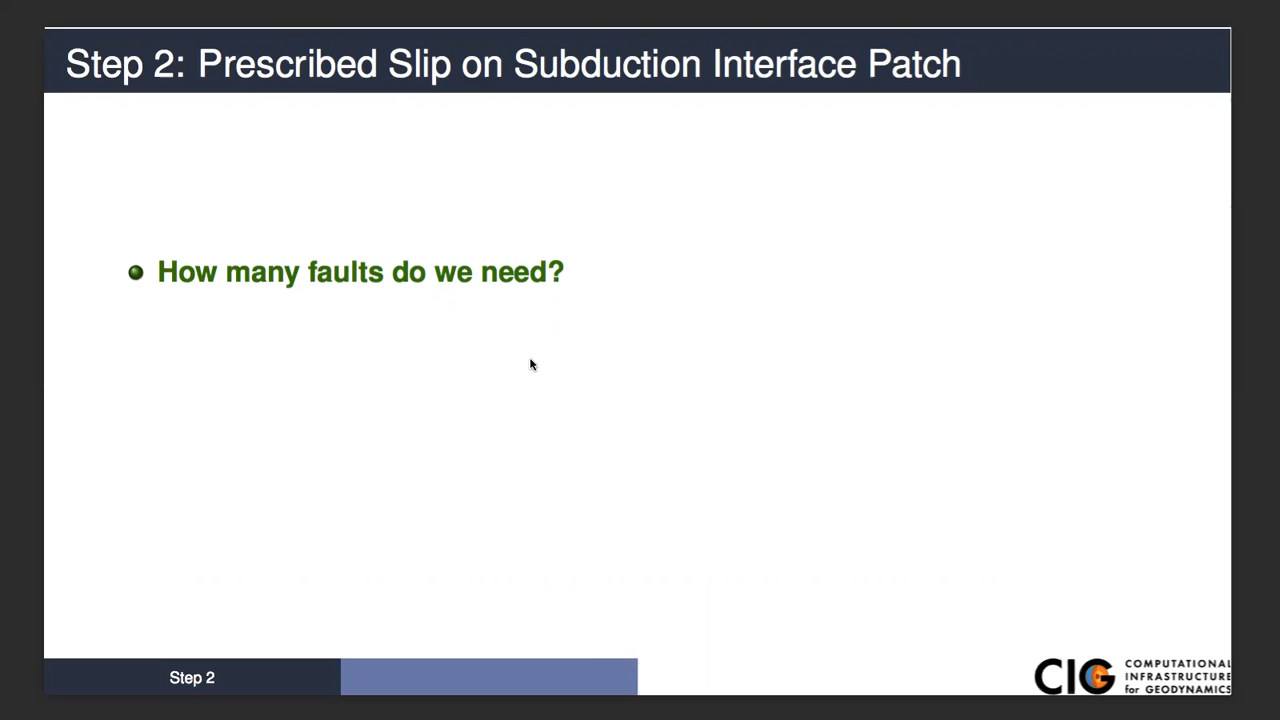 Step 2: Prescribed Slip on Subduction Interface Patch
How many faults do we need?
Step 2
CIG
COMPUTATIONAL
INFRASTRUCTURE
for GEODYNAMICS